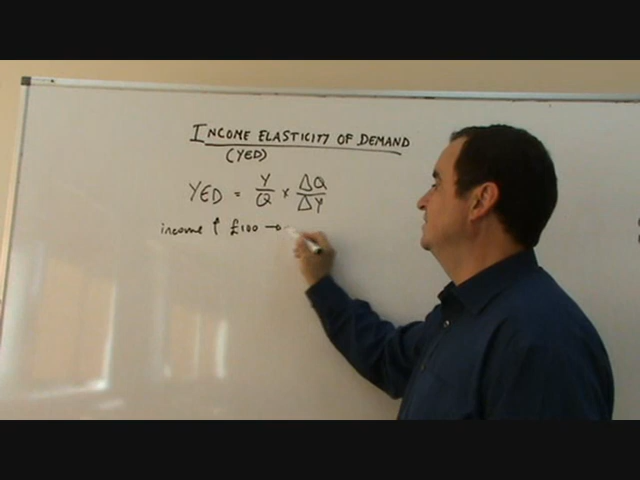 INCOME ELASTICITY OF DEMAND
(YED)
YED = Y/Q × ΔQ/ΔY
income ↑ £100 →